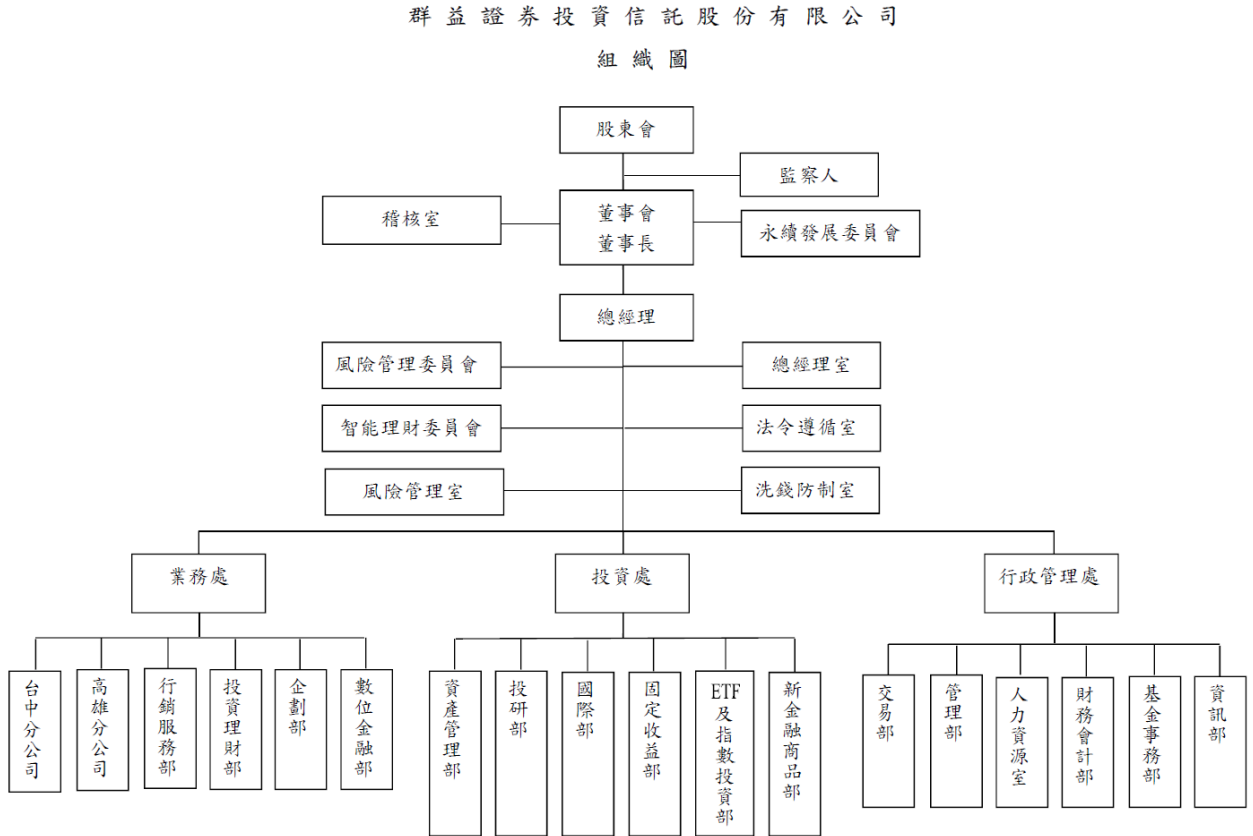 群益證券投資信託股份有限公司
組織圖
股東會
監察人
稽核室
董事會
董事長
永續發展委員會
總經理
風險管理委員會
總經理室
智能理財委員會
法令遵循室
風險管理室
洗錢防制室
業務處
投資處
行政管理處
台中分公司
高雄分公司
行銷服務部
投資理財部
企劃部
數位金融部
資產管理部
投研部
國際部
固定收益部
ETF及指數投資部
新金融商品部
交易部
管理部
人力資源室
財務會計部
基金事務部
資訊部